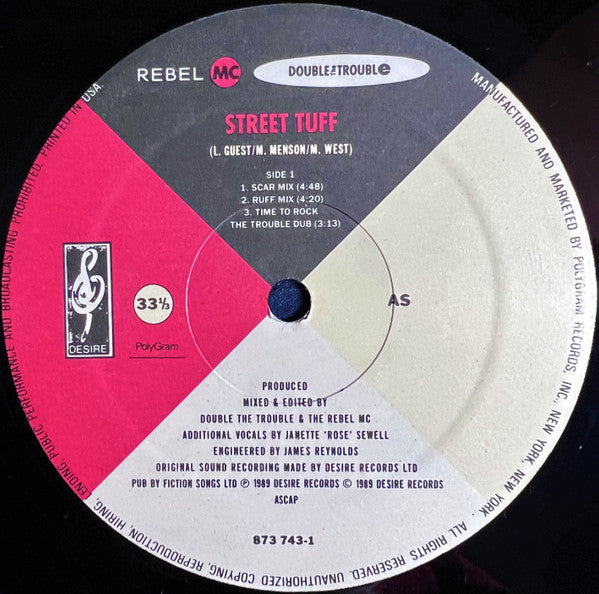 REBEL MC
DOUBLE THE TROUBLE
STREET TUFF
(L. GUEST/M. MENSON/M. WEST)
SIDE 1
1. SCAR MIX (4:48)
2. RUFF MIX (4:20)
3. TIME TO ROCK
THE TROUBLE DUB (3:13)
DESIRE
33⅓
PolyGram
AS
PRODUCED
MIXED & EDITED BY
DOUBLE THE TROUBLE & THE REBEL MC
ADDITIONAL VOCALS BY JANETTE 'ROSE' SEWELL
ENGINEERED BY JAMES REYNOLDS
ORIGINAL SOUND RECORDING MADE BY DESIRE RECORDS LTD
PUB BY FICTION SONGS LTD ℗ 1989 DESIRE RECORDS © 1989 DESIRE RECORDS
ASCAP
873 743-1
MANUFACTURED AND MARKETED BY POLYGRAM RECORDS, INC., NEW YORK, NEW YORK. ALL RIGHTS RESERVED. UNAUTHORIZED COPYING, REPRODUCTION, HIRING, LENDING, PUBLIC PERFORMANCE AND BROADCASTING PROHIBITED. PRINTED IN USA.